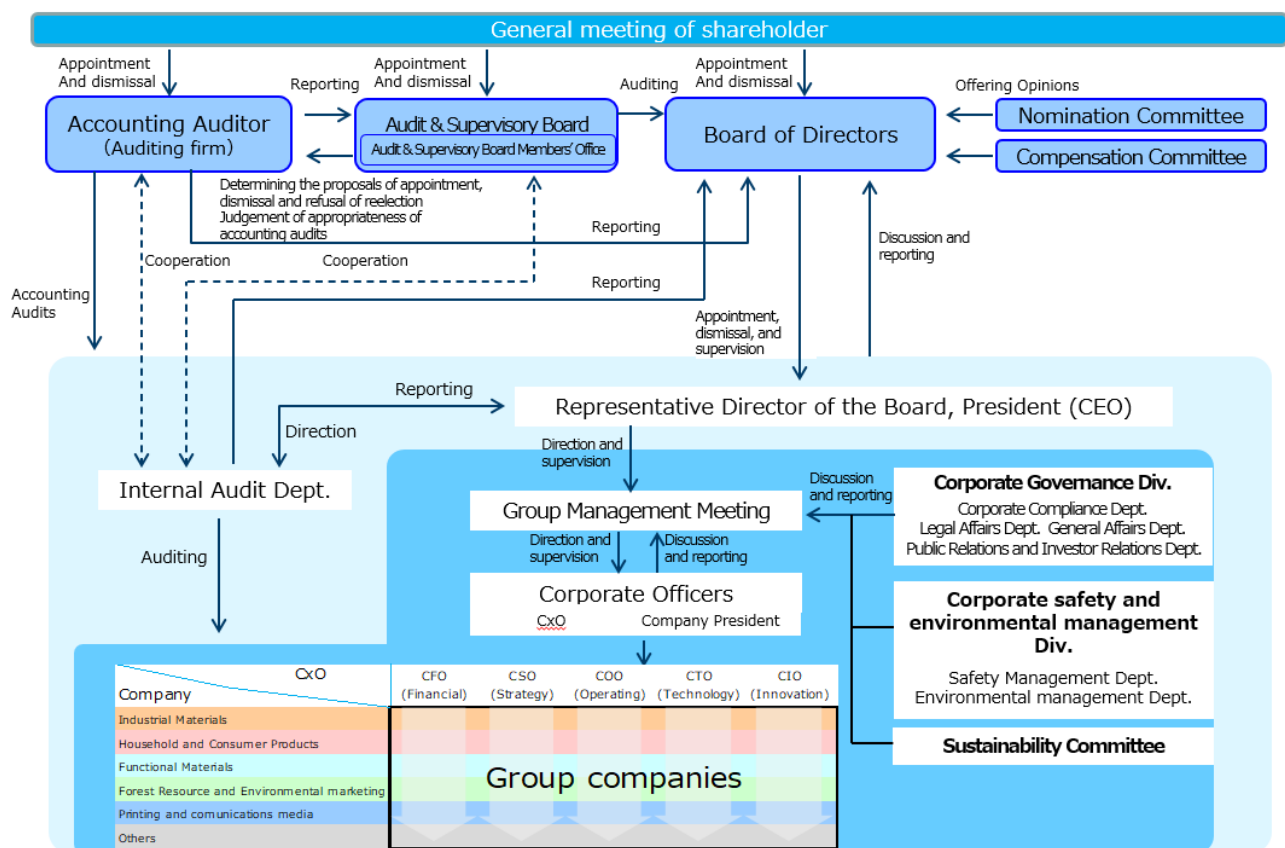 General meeting of shareholder
Appointment
And dismissal
Reporting
Appointment
And dismissal
Auditing
Appointment
And dismissal
Offering Opinions
Accounting Auditor
(Auditing firm)
Audit & Supervisory Board
Audit & Supervisory Board Members' Office
Board of Directors
Nomination Committee
Compensation Committee
Determining the proposals of appointment,
dismissal and refusal of reelection
Judgement of appropriateness of
accounting audits
Reporting
Discussion and
reporting
Cooperation
Cooperation
Reporting
Accounting
Audits
Appointment,
dismissal, and
supervision
Reporting
Representative Director of the Board, President (CEO)
Direction
Direction and
supervision
Internal Audit Dept.
Discussion
and reporting
Corporate Governance Div.
Corporate Compliance Dept.
Legal Affairs Dept. General Affairs Dept.
Public Relations and Investor Relations Dept.
Group Management Meeting
Auditing
Direction and
supervision
Discussion
and reporting
Corporate Officers
CxO Company President
Corporate safety and
environmental management
Div.
Safety Management Dept.
Environmental management Dept.
Sustainability Committee
CxO
Company
CFO
(Financial)
CSO
(Strategy)
COO
(Operating)
CTO
(Technology)
CIO
(Innovation)
Industrial Materials
Household and Consumer Products
Functional Materials
Forest Resource and Environmental marketing
Printing and comunications media
Others
Group companies